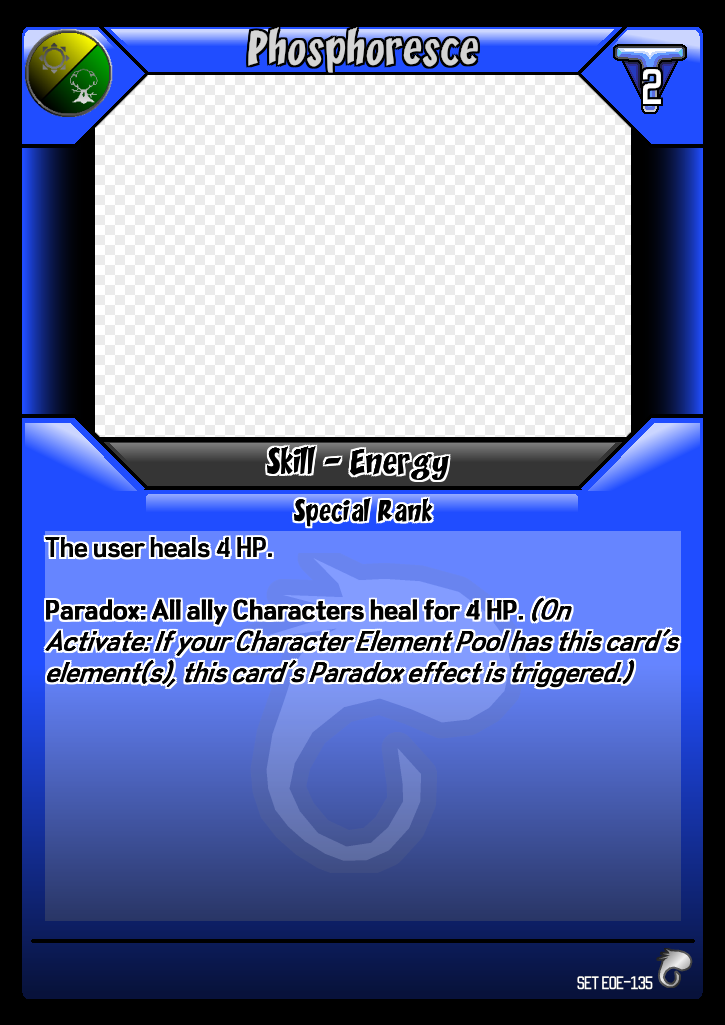 Phosphoresce
2
Skill - Energy
Special Rank
The user heals 4 HP.
Paradox: All ally Characters heal for 4 HP. (On
Activate: If your Character Element Pool has this card's
element(s), this card's Paradox effect is triggered.)
SET EOE-135